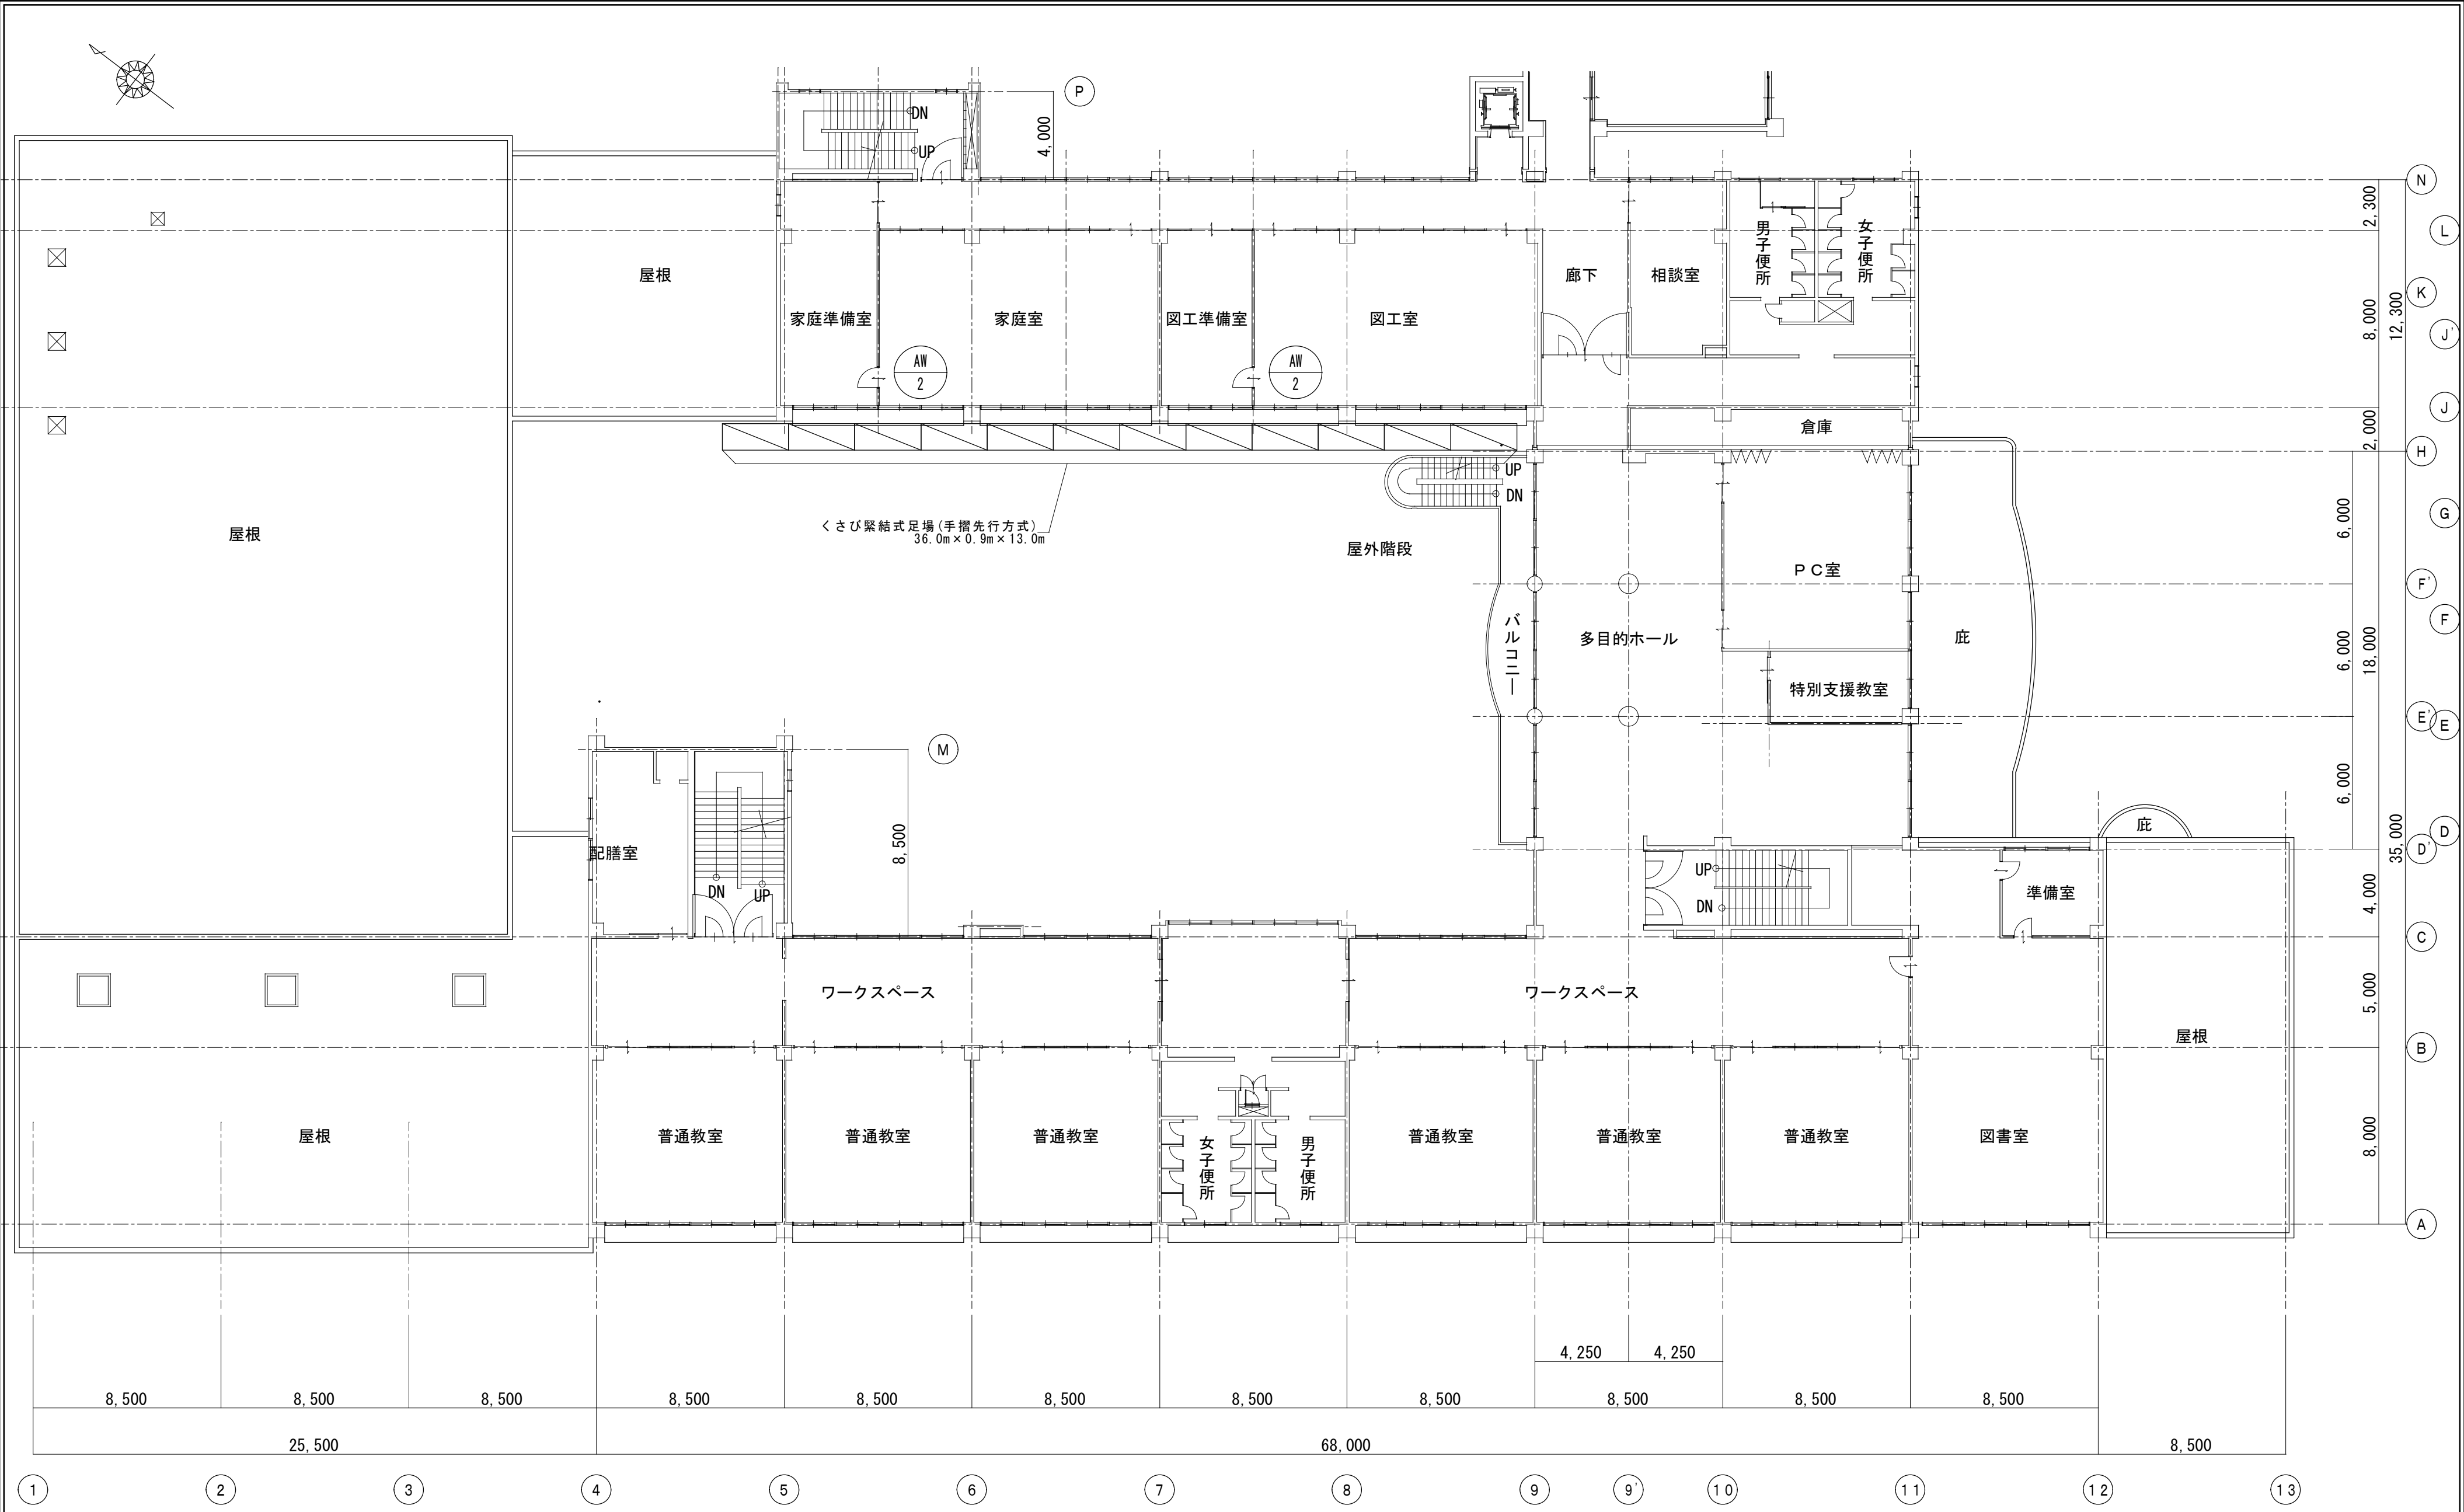 P
DN
UP
4,000
N
2,300
L
屋根
廊下
相談室
男子便所
女子便所
K
家庭準備室
家庭室
図工準備室
図工室
8,000
12,300
J'
AW
2
AW
2
J
倉庫
2,000
H
UP
DN
くさび緊結式足場(手摺先行方式)
36.0m×0.9m×13.0m
屋根
屋外階段
6,000
G
PC室
F'
バルコニー
多目的ホール
庇
F
6,000
18,000
特別支援教室
E'
E
M
6,000
8,500
配膳室
DN
UP
庇
35,000
D
D'
UP
DN
準備室
4,000
C
ワークスペース
ワークスペース
5,000
屋根
B
屋根
普通教室
普通教室
普通教室
女子便所
男子便所
普通教室
普通教室
普通教室
図書室
8,000
A
4,250
4,250
8,500
8,500
8,500
8,500
8,500
8,500
8,500
8,500
8,500
8,500
8,500
25,500
68,000
8,500
1
2
3
4
5
6
7
8
9
9'
10
11
12
13